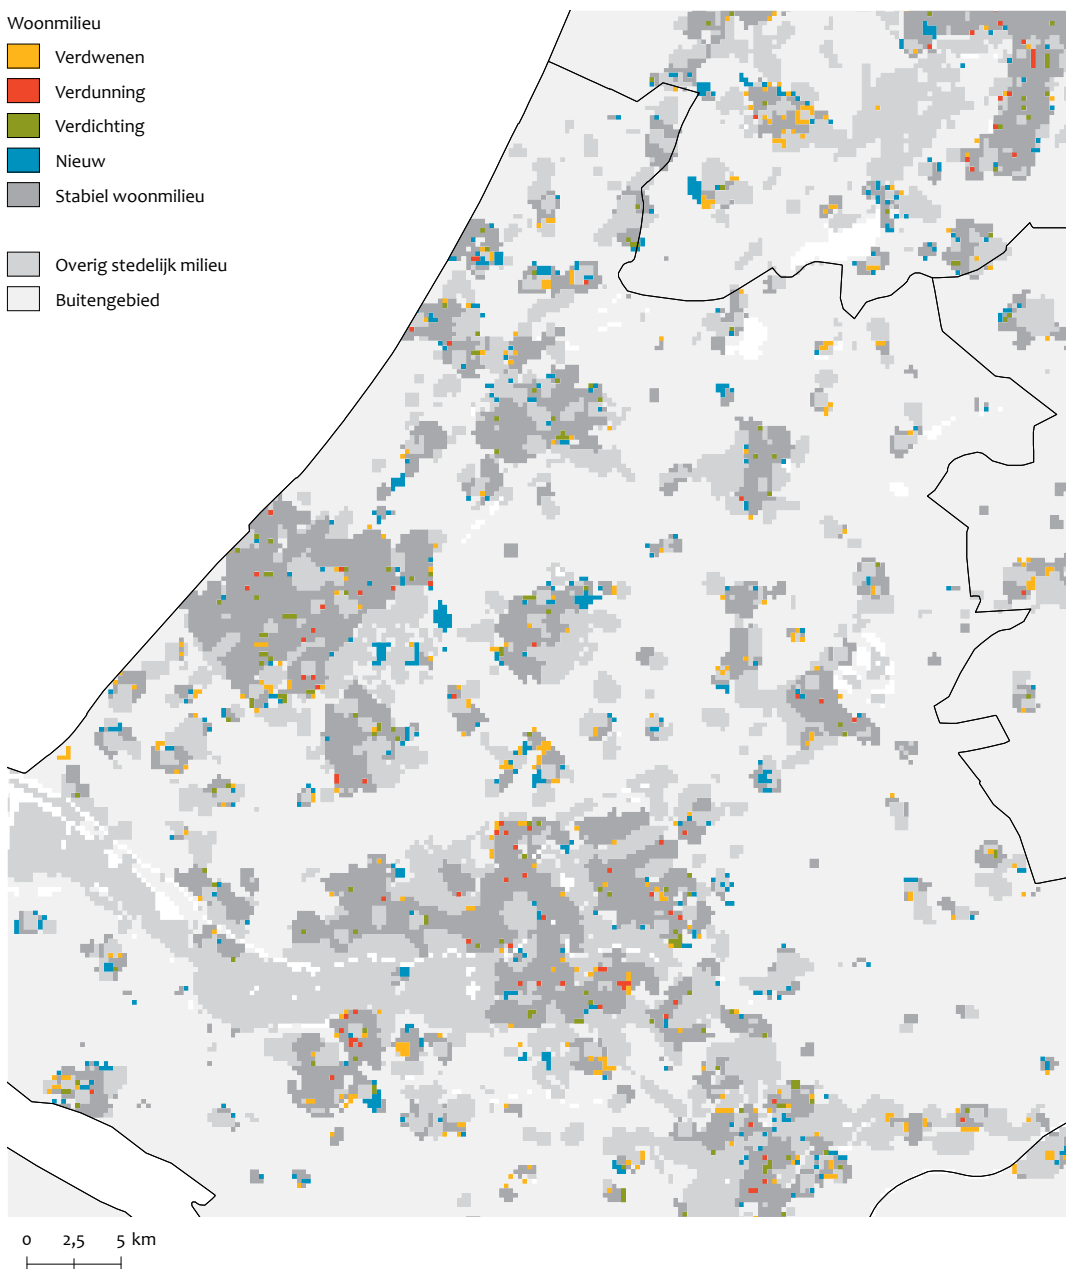 Woonmilieu
Verdwenen
Verdunning
Verdichting
Nieuw
Stabiel woonmilieu
Overig stedelijk milieu
Buitengebied
0 2,5 5 km